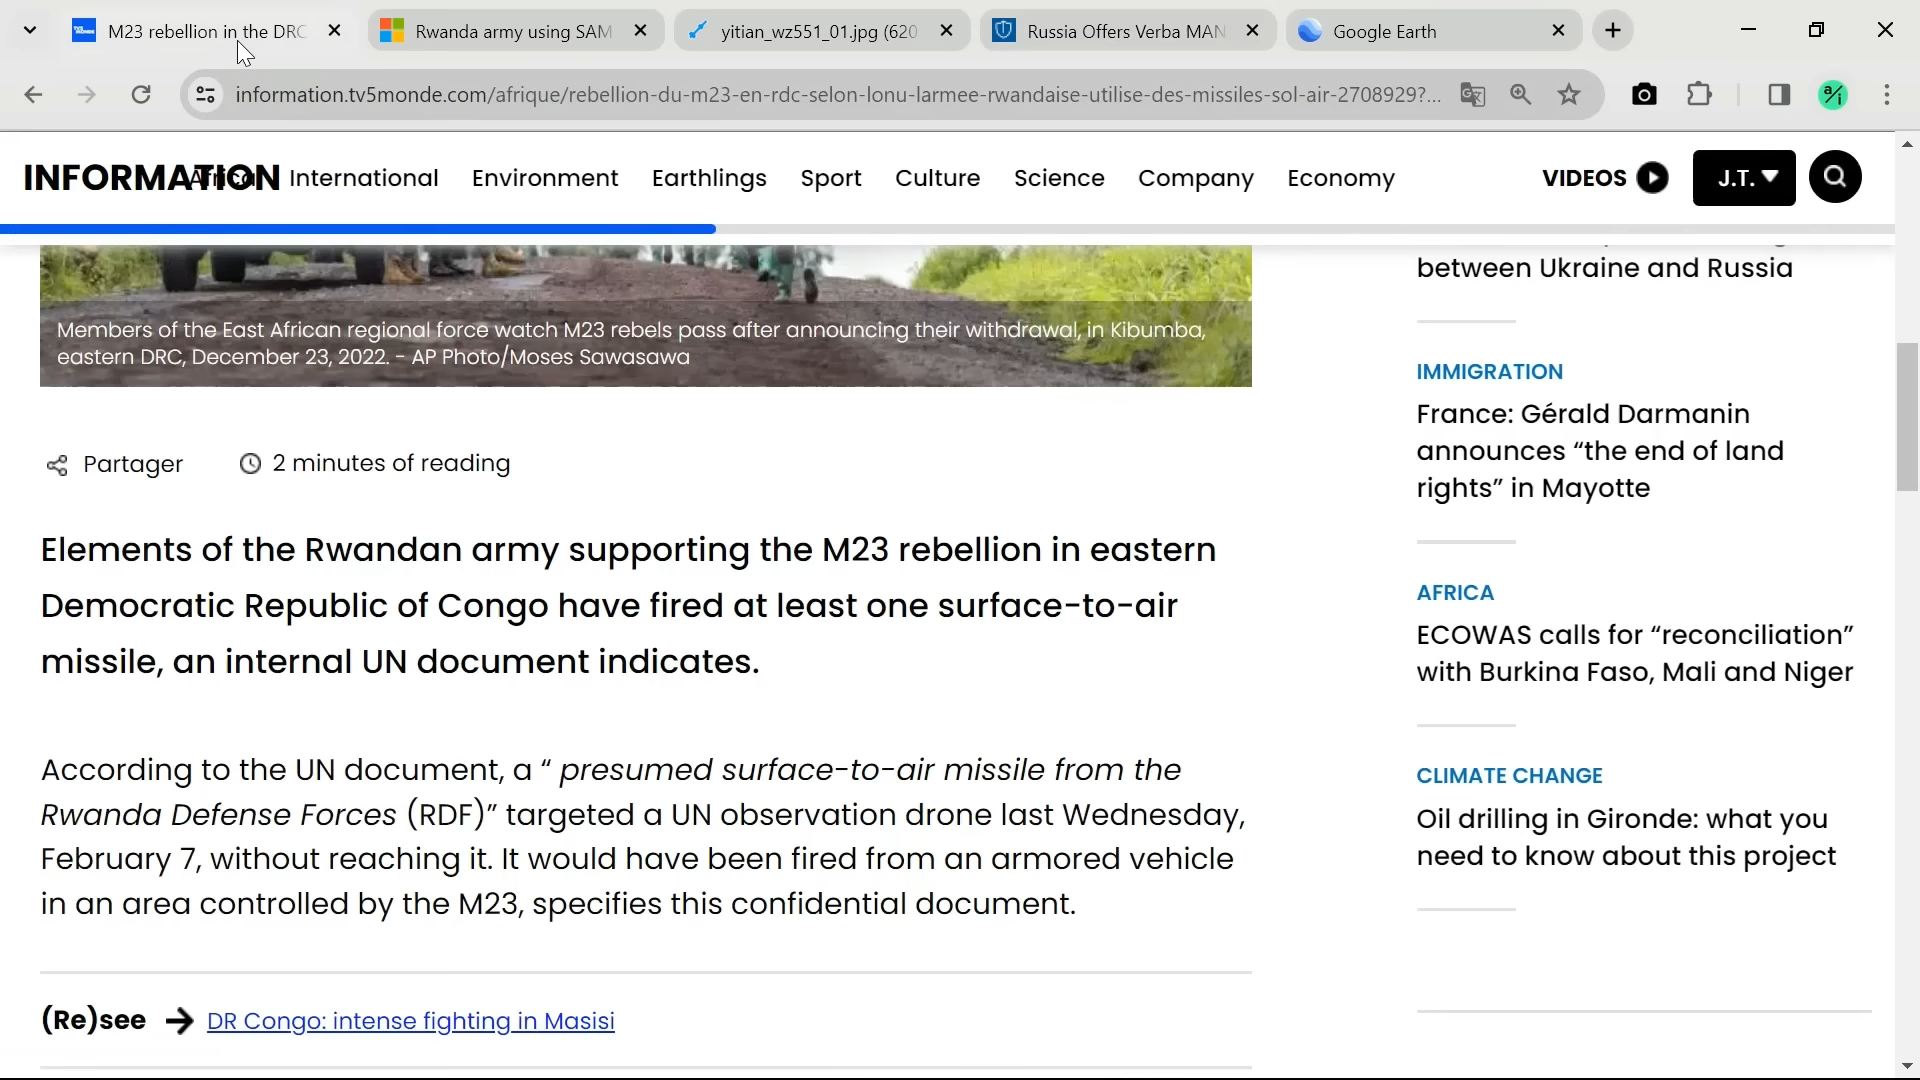 M23 rebellion in the DRC
Rwanda army using SAM
yitian_wz551_01.jpg (620
Russia Offers Verba MAN
Google Earth
information.tv5monde.com/afrique/rebellion-du-m23-en-rdc-selon-lonu-larmee-rwandaise-utilise-des-missiles-sol-air-2708929?...
INFORMATION
Africa
International
Environment
Earthlings
Sport
Culture
Science
Company
Economy
VIDEOS
J.T.
Members of the East African regional force watch M23 rebels pass after announcing their withdrawal, in Kibumba,
eastern DRC, December 23, 2022. - AP Photo/Moses Sawasawa
Partager
2 minutes of reading
Elements of the Rwandan army supporting the M23 rebellion in eastern
Democratic Republic of Congo have fired at least one surface-to-air
missile, an internal UN document indicates.
According to the UN document, a “ presumed surface-to-air missile from the
Rwanda Defense Forces (RDF)” targeted a UN observation drone last Wednesday,
February 7, without reaching it. It would have been fired from an armored vehicle
in an area controlled by the M23, specifies this confidential document.
(Re)see
DR Congo: intense fighting in Masisi
between Ukraine and Russia
IMMIGRATION
France: Gérald Darmanin
announces “the end of land
rights” in Mayotte
AFRICA
ECOWAS calls for “reconciliation”
with Burkina Faso, Mali and Niger
CLIMATE CHANGE
Oil drilling in Gironde: what you
need to know about this project